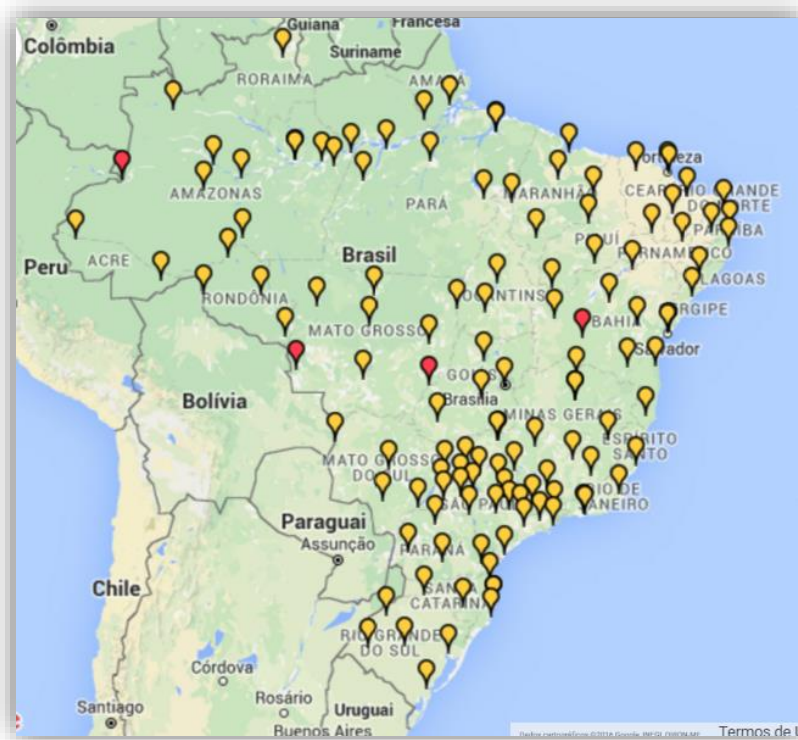 Guiana
Francesa
Colômbia
Suriname
RORAIMA
AMAPÁ
Fortaleza
AMAZONAS
MARANHÃO
CEARÁ
RIO GRANDE
DO NORTE
PARÁ
PARAÍBA
PIAUÍ
Brasil
PERNAMBUCO
Peru
ACRE
ALAGOAS
RONDÔNIA
TOCANTINS
SERGIPE
MATO GROSSO
BAHIA
Salvador
GOIÁS
Bolívia
Brasília
MINAS GERAIS
ESPÍRITO
SANTO
MATO GROSSO
DO SUL
RIO DE
JANEIRO
SÃO PAULO
Paraguai
Assunção
PARANÁ
Chile
SANTA
CATARINA
RIO GRANDE
DO SUL
Córdova
Rosário
Santiago
Uruguai
Buenos Aires
Termos de U